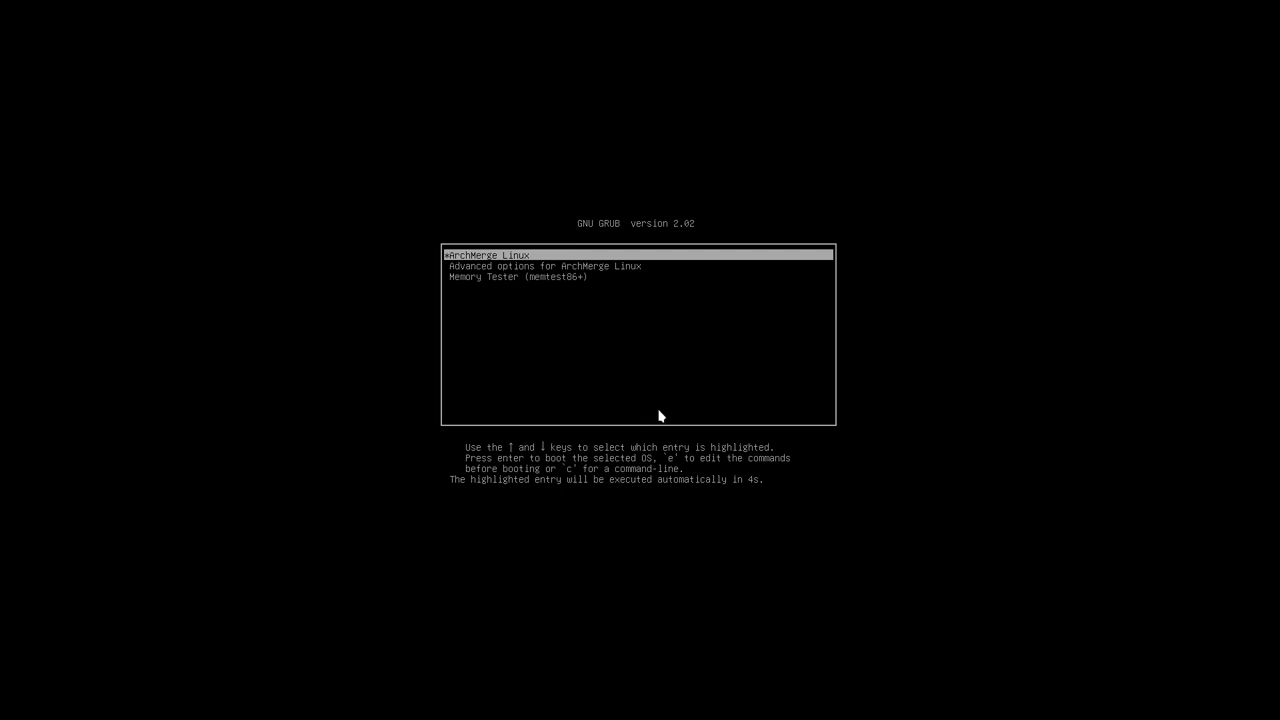 GNU GRUB  version 2.02
*ArchMerge Linux
Advanced options for ArchMerge Linux
Memory Tester (memtest86+)
Use the ↑ and ↓ keys to select which entry is highlighted.
Press enter to boot the selected OS, `e' to edit the commands
before booting or `c' for a command-line.
The highlighted entry will be executed automatically in 4s.